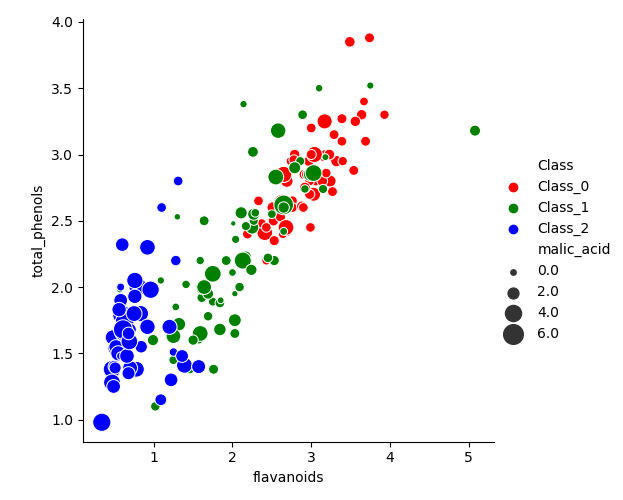 4.0
3.5
3.0
2.5
2.0
1.5
1.0
total_phenols
1 2 3 4 5
flavanoids
Class
Class_0
Class_1
Class_2
malic_acid
0.0
2.0
4.0
6.0